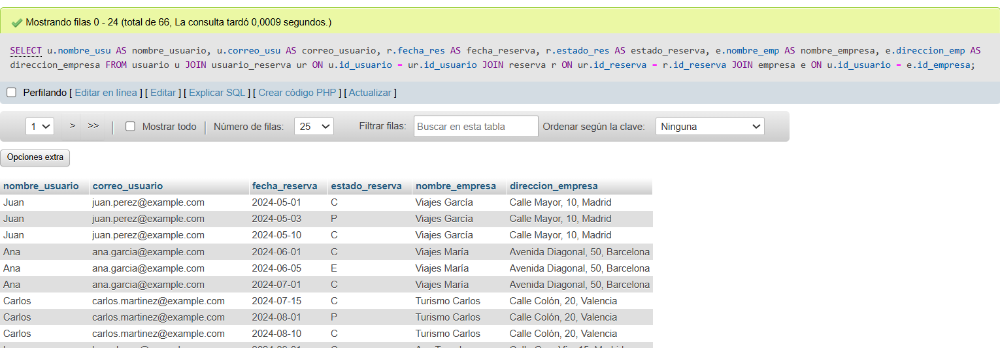 Mostrando filas 0 - 24 (total de 66, La consulta tardó 0,0009 segundos.)
SELECT u.nombre_usu AS nombre_usuario, u.correo_usu AS correo_usuario, r.fecha_res AS fecha_reserva, r.estado_res AS estado_reserva, e.nombre_emp AS nombre_empresa, e.direccion_emp AS
direccion_empresa FROM usuario u JOIN usuario_reserva ur ON u.id_usuario = ur.id_usuario JOIN reserva r ON ur.id_reserva = r.id_reserva JOIN empresa e ON u.id_usuario = e.id_empresa;
Perfilando [ Editar en línea ] [ Editar ] [ Explicar SQL ] [ Crear código PHP ] [ Actualizar ]
1 > >> | Mostrar todo | Número de filas: 25 Filtrar filas: Buscar en esta tabla Ordenar según la clave: Ninguna
Opciones extra
nombre_usuario correo_usuario fecha_reserva estado_reserva nombre_empresa direccion_empresa
Juan juan.perez@example.com 2024-05-01 C Viajes García Calle Mayor, 10, Madrid
Juan juan.perez@example.com 2024-05-03 P Viajes García Calle Mayor, 10, Madrid
Juan juan.perez@example.com 2024-05-10 C Viajes García Calle Mayor, 10, Madrid
Ana ana.garcia@example.com 2024-06-01 C Viajes María Avenida Diagonal, 50, Barcelona
Ana ana.garcia@example.com 2024-06-05 E Viajes María Avenida Diagonal, 50, Barcelona
Ana ana.garcia@example.com 2024-07-01 C Viajes María Avenida Diagonal, 50, Barcelona
Carlos carlos.martinez@example.com 2024-07-15 C Turismo Carlos Calle Colón, 20, Valencia
Carlos carlos.martinez@example.com 2024-08-01 P Turismo Carlos Calle Colón, 20, Valencia
Carlos carlos.martinez@example.com 2024-08-10 C Turismo Carlos Calle Colón, 20, Valencia